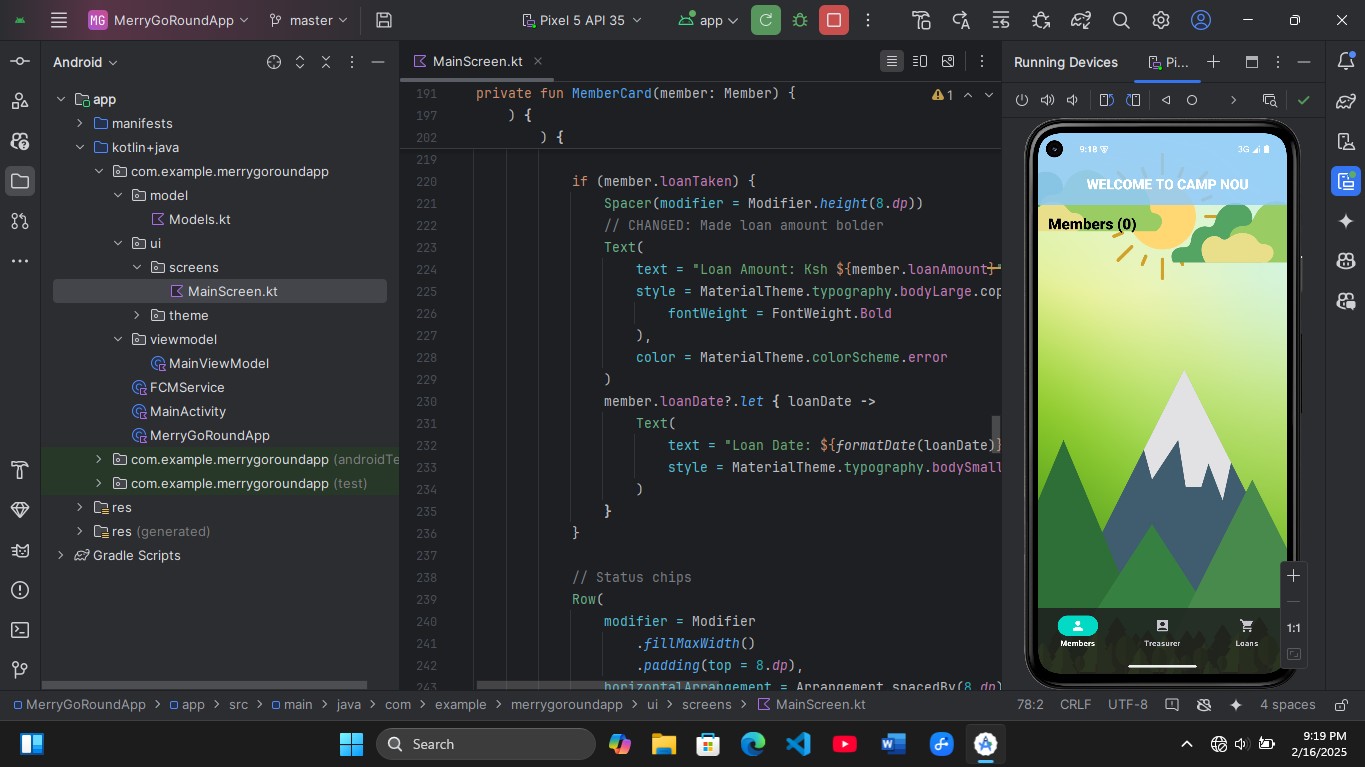 MG MerryGoRoundApp master Pixel 5 API 35 app
Android
app
manifests
kotlin+java
com.example.merrygoroundapp
model
Models.kt
ui
screens
MainScreen.kt
theme
viewmodel
MainViewModel
FCMService
MainActivity
MerryGoRoundApp
com.example.merrygoroundapp (androidTe
com.example.merrygoroundapp (test)
res
res (generated)
Gradle Scripts
MainScreen.kt
1
191 private fun MemberCard(member: Member) {
197 ) {
202 ) {
219
220 if (member.loanTaken) {
221 Spacer(modifier = Modifier.height(8.dp))
222 // CHANGED: Made loan amount bolder
223 Text(
224 text = "Loan Amount: Ksh ${member.loanAmount}"
225 style = MaterialTheme.typography.bodyLarge.cop
226 fontWeight = FontWeight.Bold
227 ),
228 color = MaterialTheme.colorScheme.error
229 )
230 member.loanDate?.let { loanDate ->
231 Text(
232 text = "Loan Date: ${formatDate(loanDate)}
233 style = MaterialTheme.typography.bodySmall
234 )
235 }
236 }
237
238 // Status chips
239 Row(
240 modifier = Modifier
241 .fillMaxWidth()
242 .padding(top = 8.dp),
243 horizontalArrangement = Arrangement.spacedBy(8.dp)
Running Devices Pi...
9:18 3G
WELCOME TO CAMP NOU
Members (0)
Members Treasurer Loans
1:1
MerryGoRoundApp > app > src > main > java > com > example > merrygoroundapp > ui > screens > MainScreen.kt 78:2 CRLF UTF-8 4 spaces
Search
9:19 PM
2/16/2025